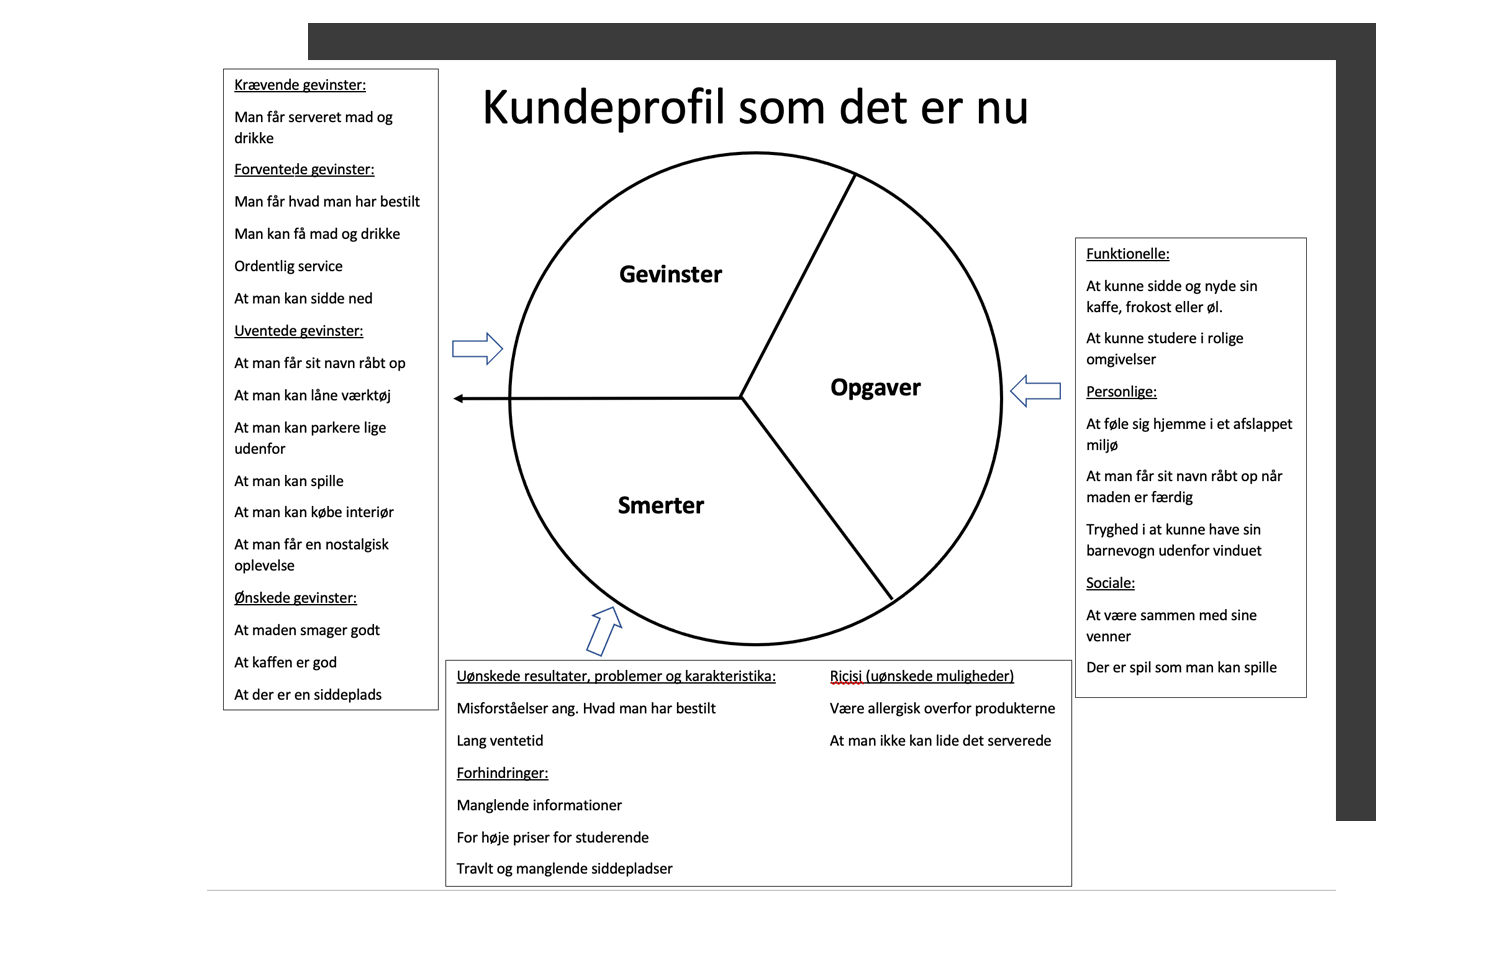 Kundeprofil som det er nu
Krævende gevinster:
Man får serveret mad og
drikke
Forventede gevinster:
Man får hvad man har bestilt
Man kan få mad og drikke
Ordentlig service
At man kan sidde ned
Uventede gevinster:
At man får sit navn råbt op
At man kan låne værktøj
At man kan parkere lige
udenfor
At man kan spille
At man kan købe interiør
At man får en nostalgisk
oplevelse
Ønskede gevinster:
At maden smager godt
At kaffen er god
At der er en siddeplads
Gevinster
Opgaver
Smerter
Funktionelle:
At kunne sidde og nyde sin
kaffe, frokost eller øl.
At kunne studere i rolige
omgivelser
Personlige:
At føle sig hjemme i et afslappet
miljø
At man får sit navn råbt op når
maden er færdig
Tryghed i at kunne have sin
barnevogn udenfor vinduet
Sociale:
At være sammen med sine
venner
Der er spil som man kan spille
Uønskede resultater, problemer og karakteristika:
Misforståelser ang. Hvad man har bestilt
Lang ventetid
Forhindringer:
Manglende informationer
For høje priser for studerende
Travlt og manglende siddepladser
Ricisi (uønskede muligheder)
Være allergisk overfor produkterne
At man ikke kan lide det serverede